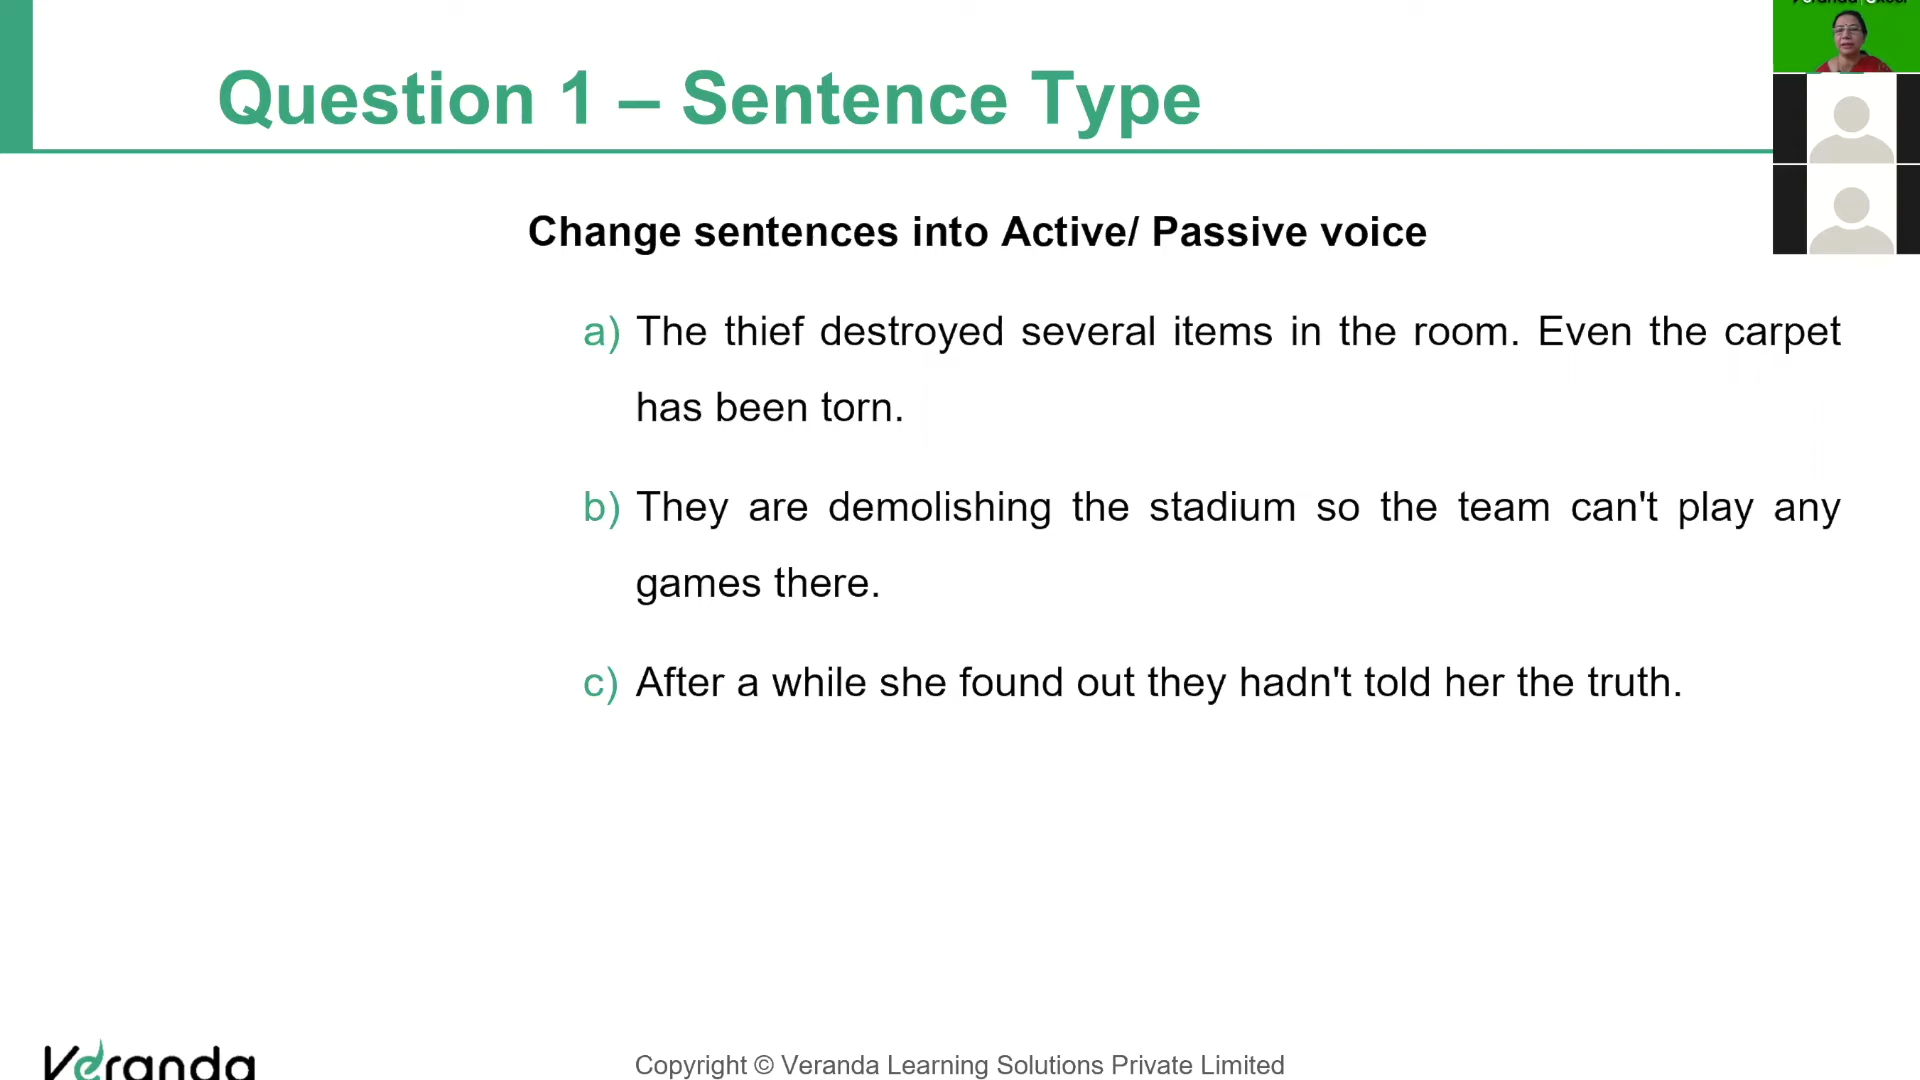 Question 1 – Sentence Type
Change sentences into Active/ Passive voice
a) The thief destroyed several items in the room. Even the carpet
has been torn.
b) They are demolishing the stadium so the team can't play any
games there.
c) After a while she found out they hadn't told her the truth.
Veranda
Copyright © Veranda Learning Solutions Private Limited